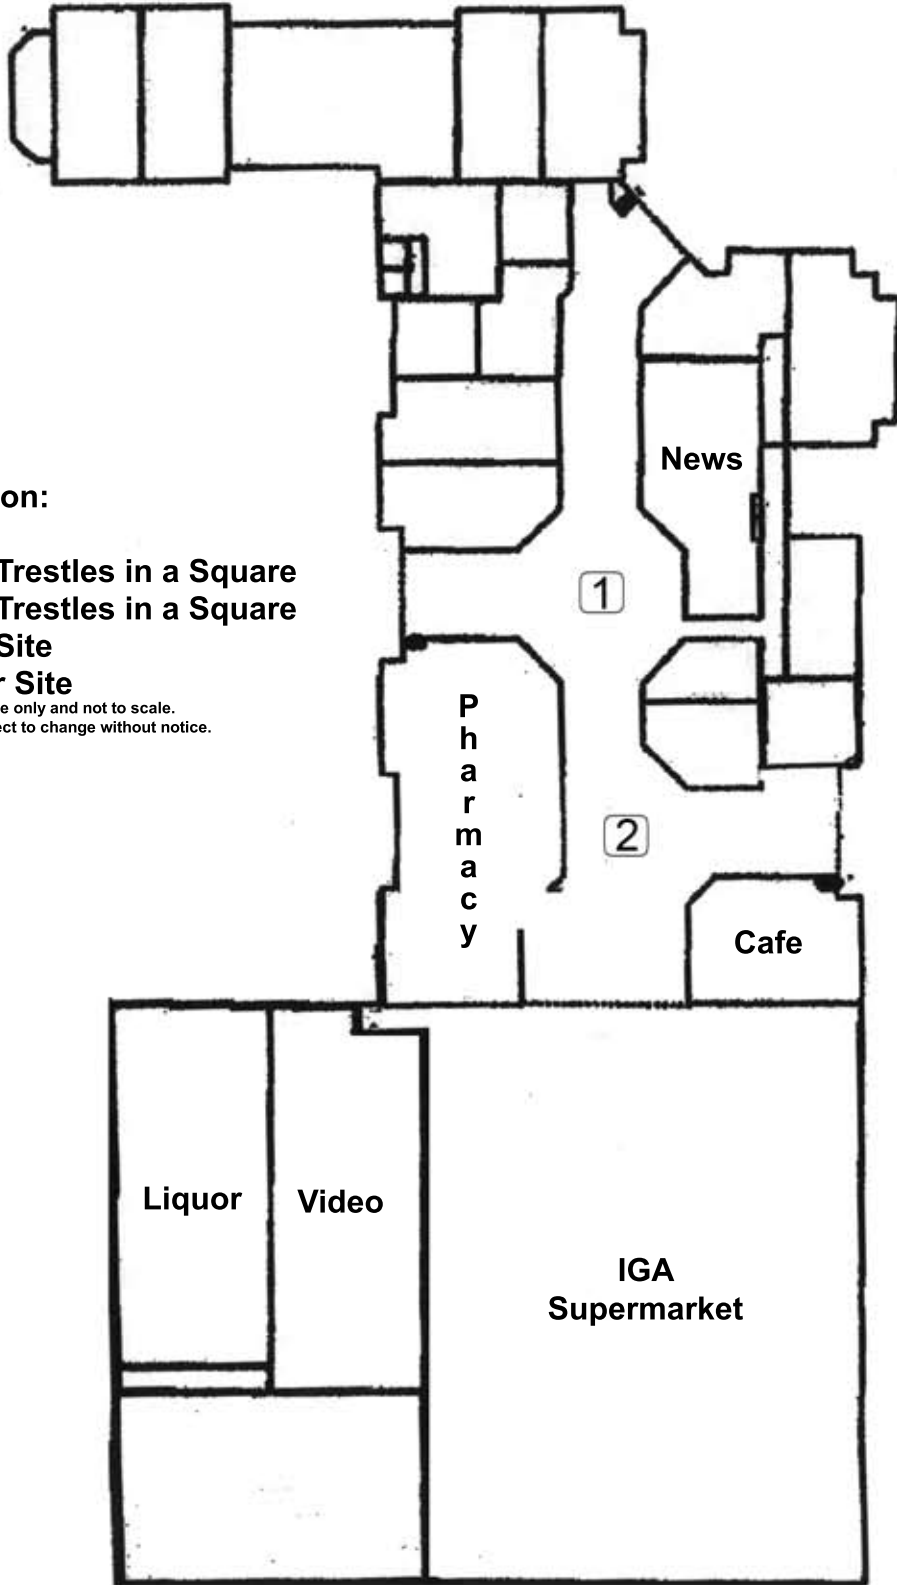 News
on:
Trestles in a Square
1
Trestles in a Square
Site
r Site
e only and not to scale.
ect to change without notice.
Pharmacy
2
Cafe
Liquor
Video
IGA
Supermarket